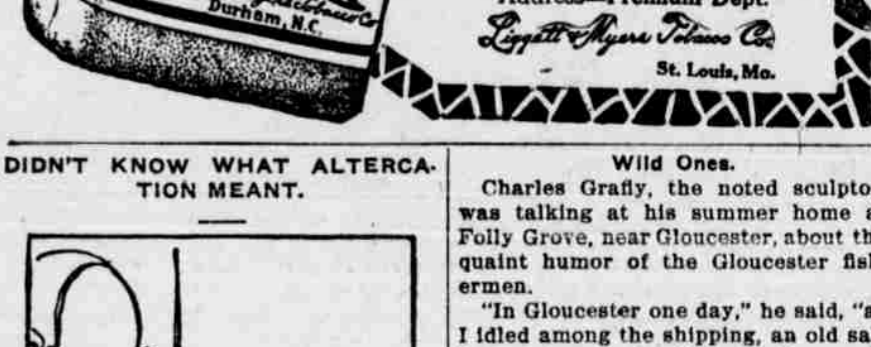 Durham, N.C.
Liggett & Myers Tobacco Co.
St. Louis, Mo.
DIDN'T KNOW WHAT ALTERCA-
TION MEANT.
Wild Ones.
Charles Grafly, the noted sculpto
was talking at his summer home a
Folly Grove, near Gloucester, about th
quaint humor of the Gloucester fish
ermen.
"In Gloucester one day," he said, "a
I idled among the shipping, an old sa